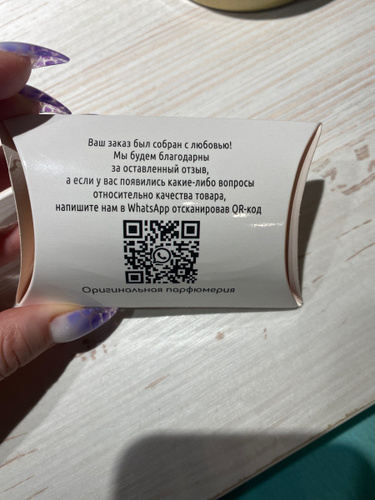 Ваш заказ был собран с любовью!
Мы будем благодарны
за оставленный отзыв,
а если у вас появились какие-либо вопросы
относительно качества товара,
напишите нам в WhatsApp отсканировав QR-код
Оригинальная парфюмерия